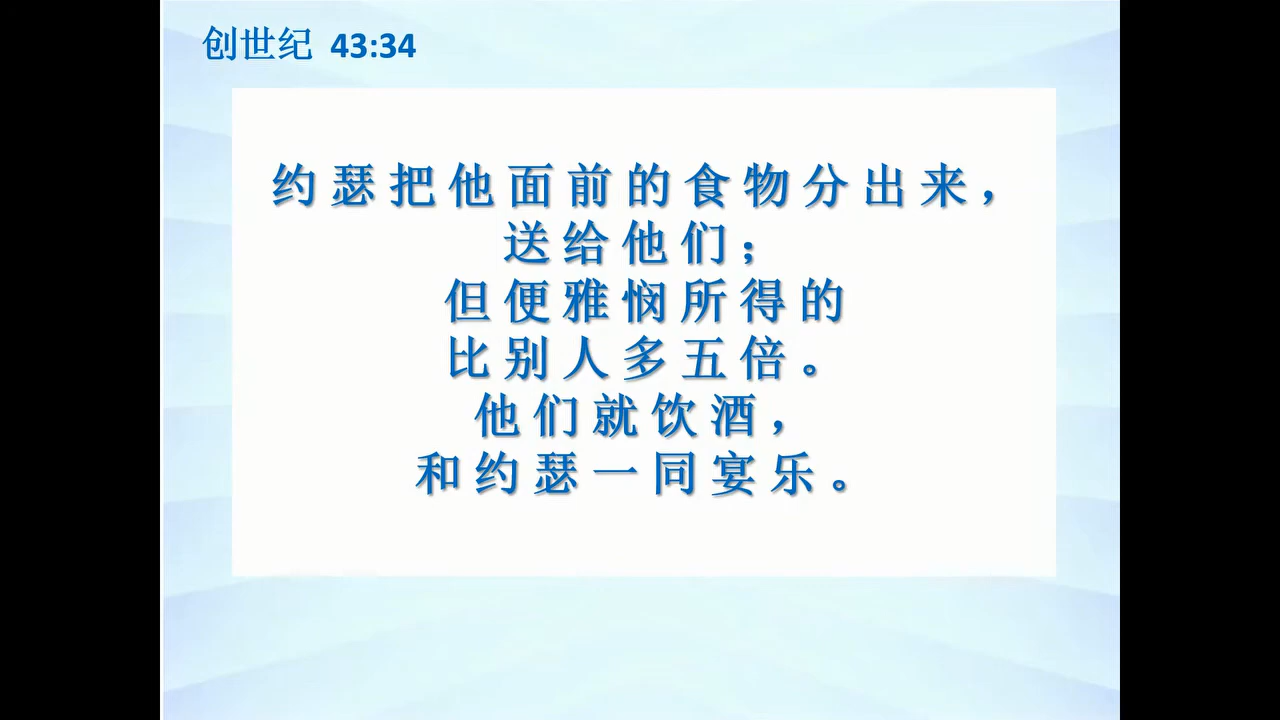 创世纪 43:34
约瑟把他面前的食物分出来，
送给他们；
但便雅悯所得的
比别人多五倍。
他们就饮酒，
和约瑟一同宴乐。